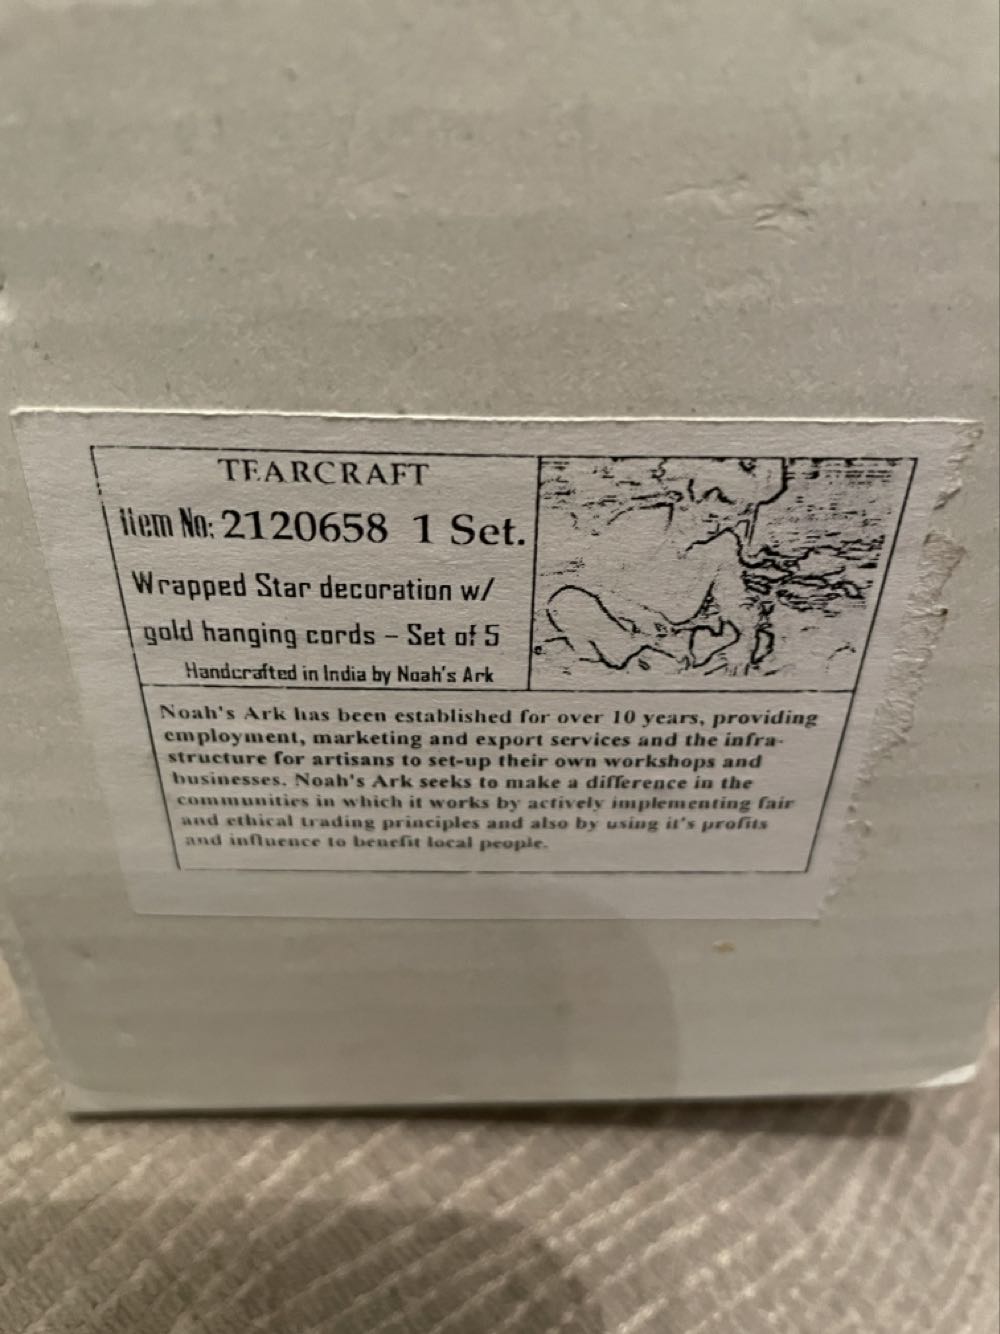 TEARCRAFT
Item No: 2120658 1 Set.
Wrapped Star decoration w/
gold hanging cords - Set of 5
Handcrafted in India by Noah's Ark
Noah's Ark has been established for over 10 years, providing
employment, marketing and export services and the infra-
structure for artisans to set-up their own workshops and
businesses. Noah's Ark seeks to make a difference in the
communities in which it works by actively implementing fair
and ethical trading principles and also by using it's profits
and influence to benefit local people.